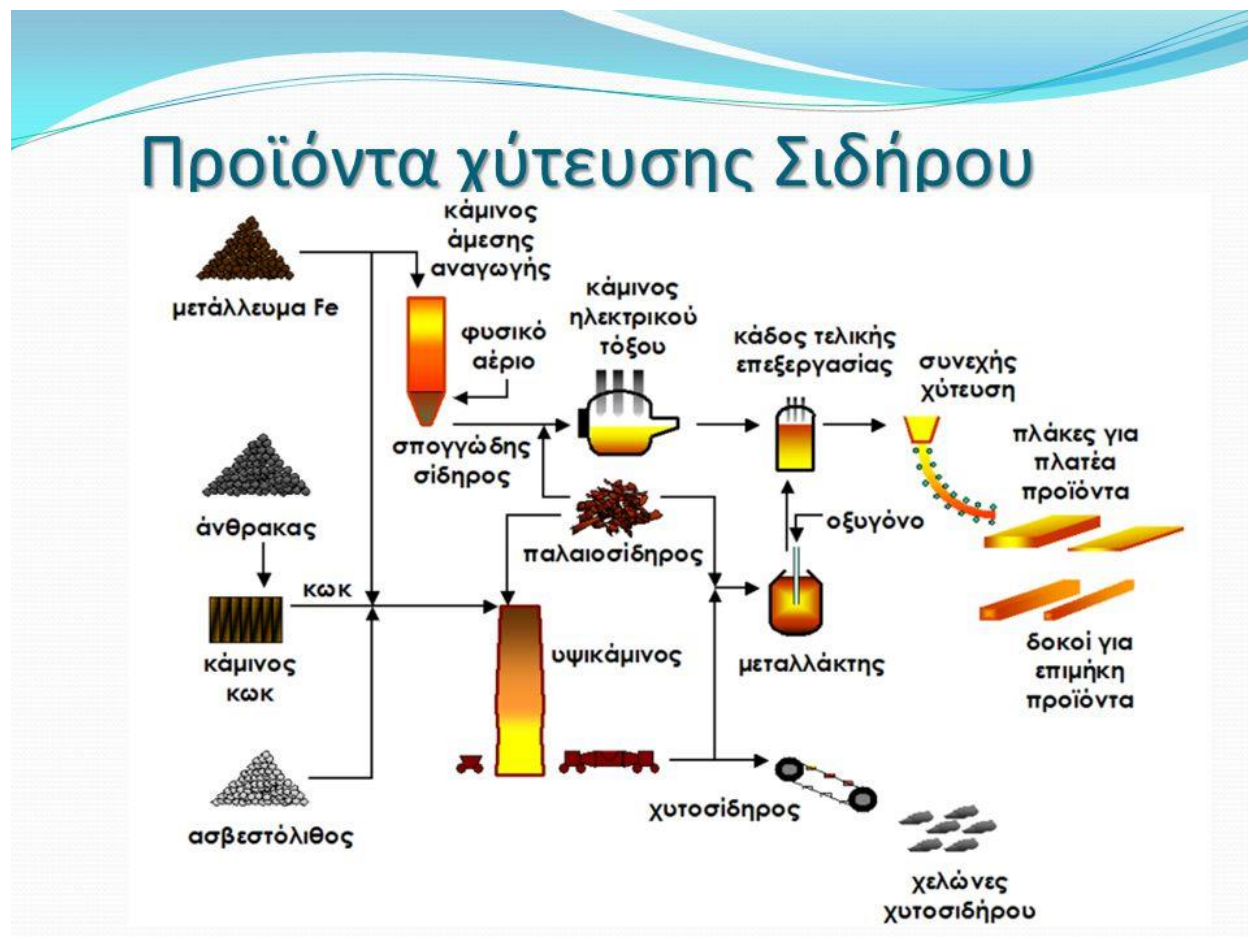 Προϊόντα χύτευσης Σιδήρου
κάμινος
άμεσης
αναγωγής
μετάλλευμα Fe
φυσικό
αέριο
κάμινος
ηλεκτρικού
τόξου
κάδος τελικής
επεξεργασίας
συνεχής
χύτευση
σπογγώδης
σίδηρος
πλάκες για
πλατέα
προϊόντα
άνθρακας
παλαιοσίδηρος
οξυγόνο
κωκ
κάμινος
κωκ
υψικάμινος
μεταλλάκτης
δοκοί για
επιμήκη
προϊόντα
ασβεστόλιθος
χυτοσίδηρος
χελώνες
χυτοσιδήρου